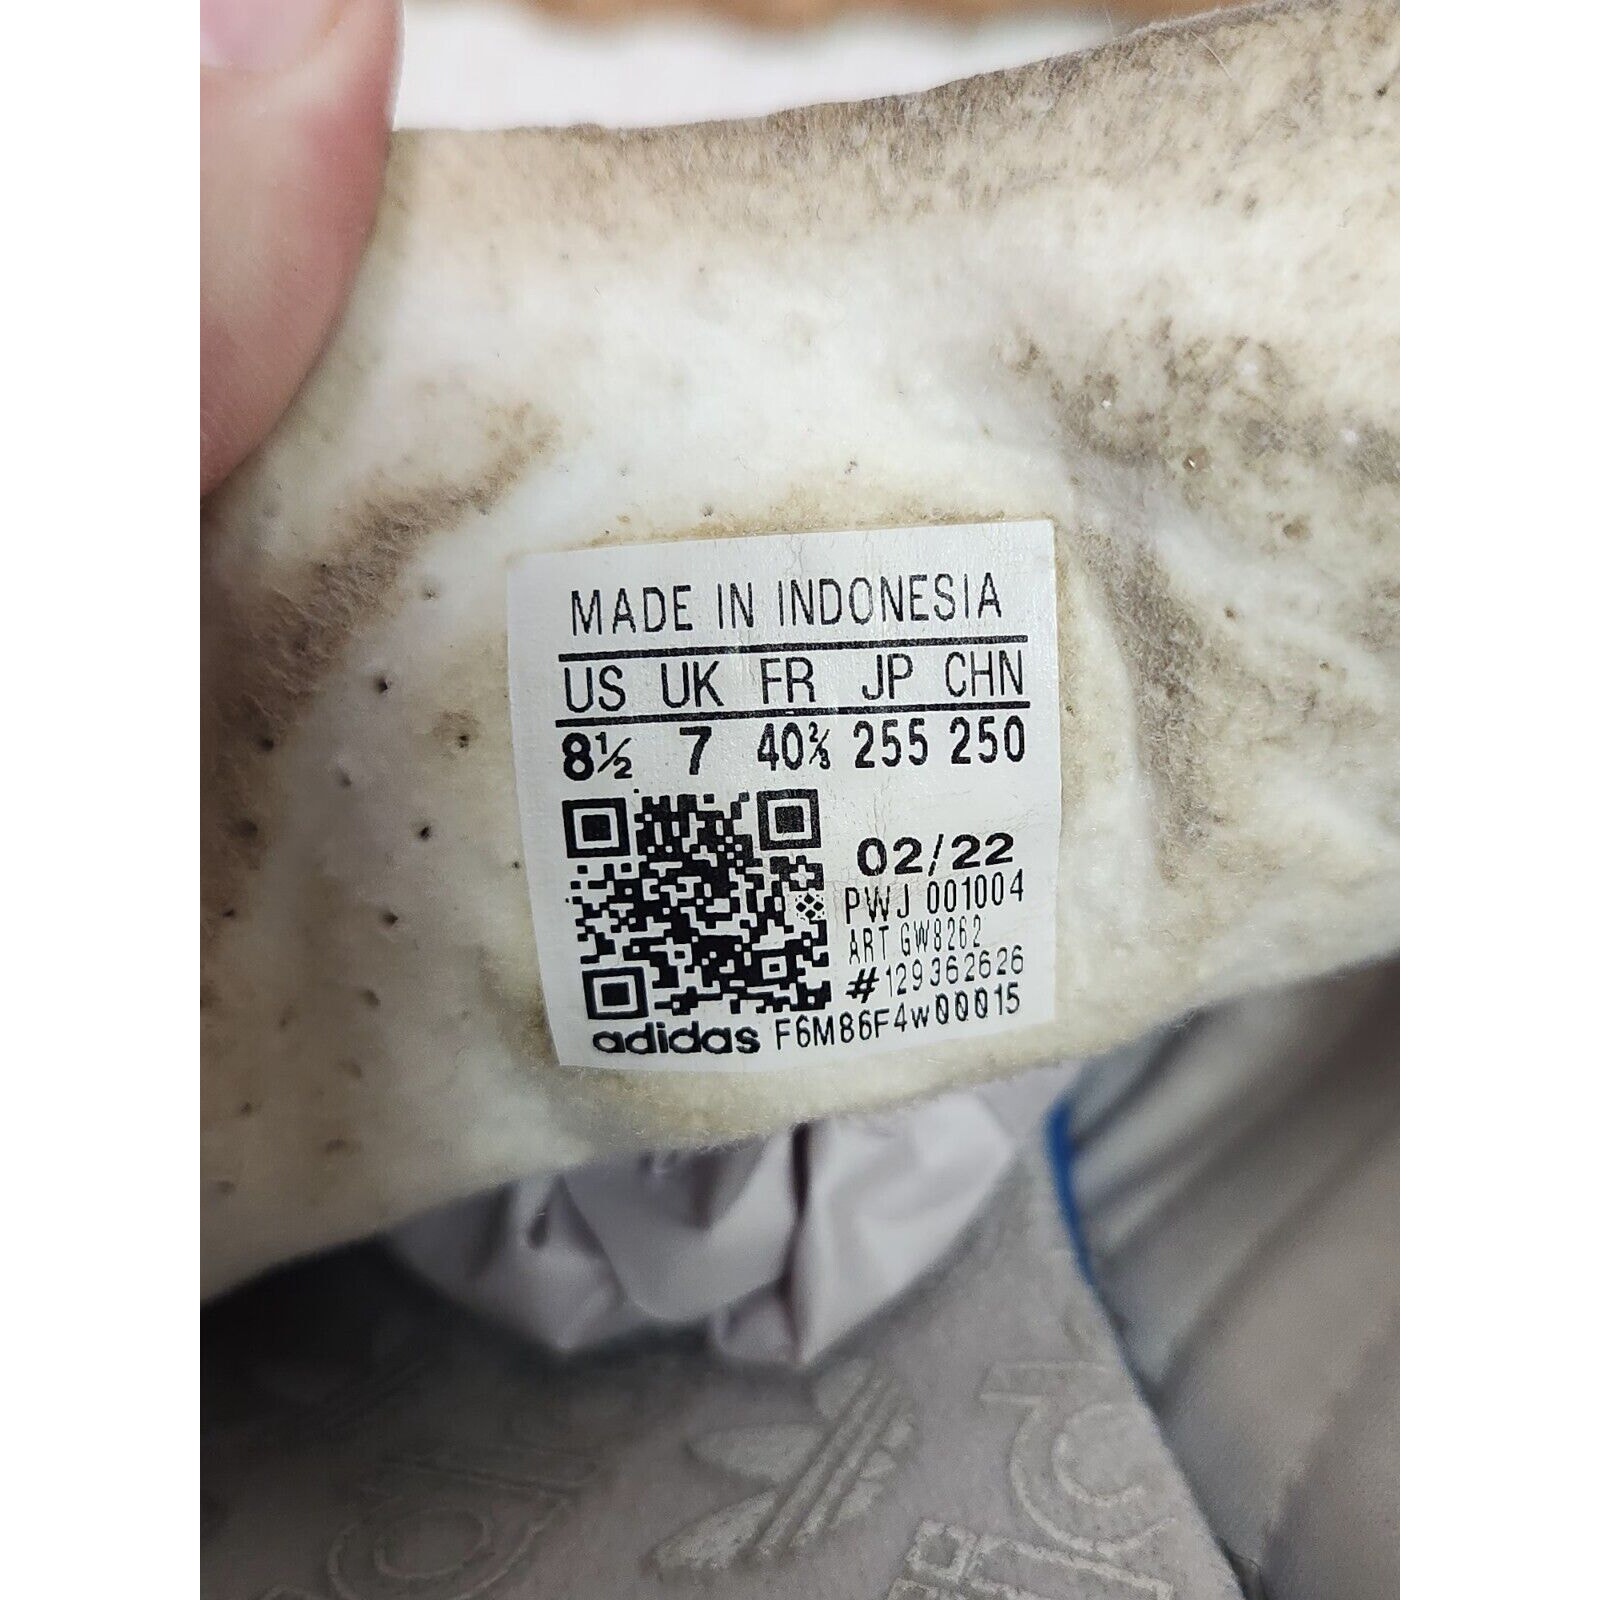 MADE IN INDONESIA
US UK FR JP CHN
8½ 7 40⅔ 255 250
02/22
PWJ 001004
ART GW8262
#129362626
adidas F6M86F4w00015